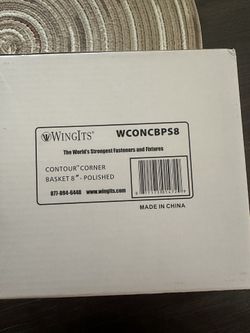 WINGITS® WCONCBPS8
The World's Strongest Fasteners and Fixtures
CONTOUR™ CORNER
BASKET 8" - POLISHED
877-894-6448 www.wingits.com
MADE IN CHINA